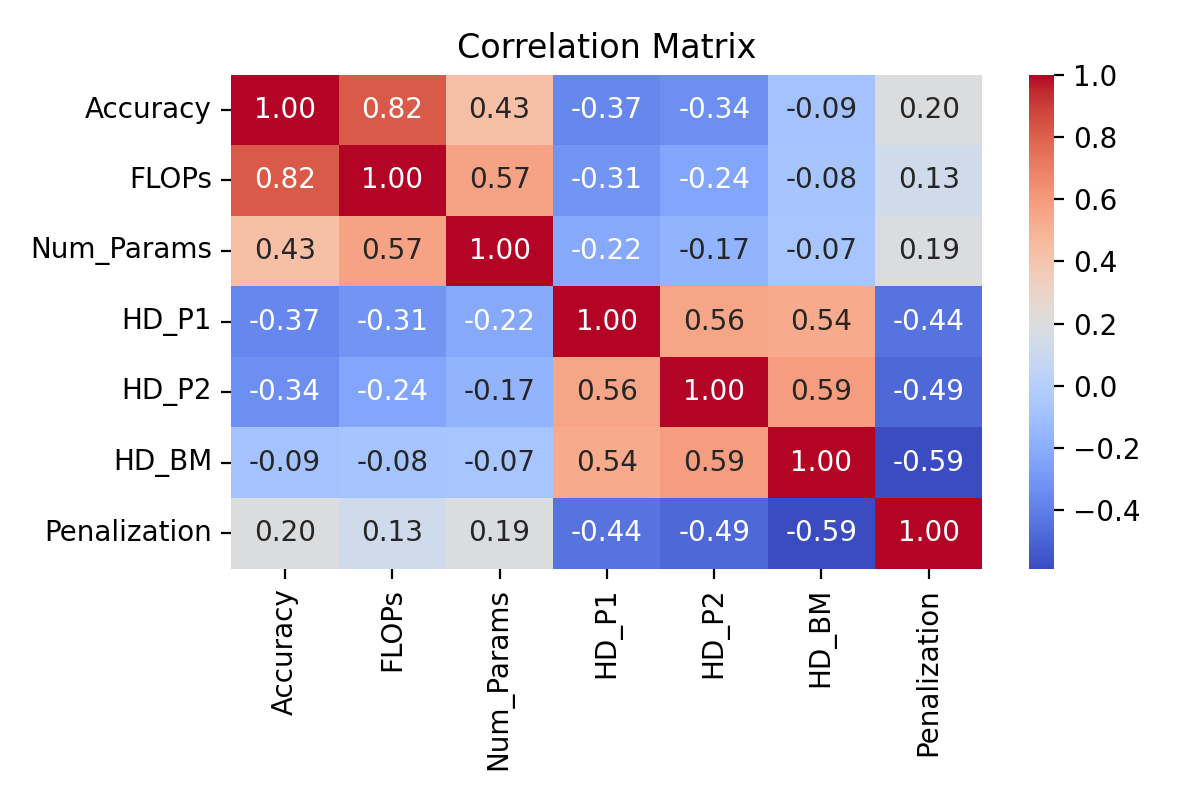 Correlation Matrix
Accuracy 1.00 0.82 0.43 -0.37 -0.34 -0.09 0.20
FLOPs 0.82 1.00 0.57 -0.31 -0.24 -0.08 0.13
Num_Params 0.43 0.57 1.00 -0.22 -0.17 -0.07 0.19
HD_P1 -0.37 -0.31 -0.22 1.00 0.56 0.54 -0.44
HD_P2 -0.34 -0.24 -0.17 0.56 1.00 0.59 -0.49
HD_BM -0.09 -0.08 -0.07 0.54 0.59 1.00 -0.59
Penalization 0.20 0.13 0.19 -0.44 -0.49 -0.59 1.00
Accuracy
FLOPs
Num_Params
HD_P1
HD_P2
HD_BM
Penalization
1.0
0.8
0.6
0.4
0.2
0.0
−0.2
−0.4